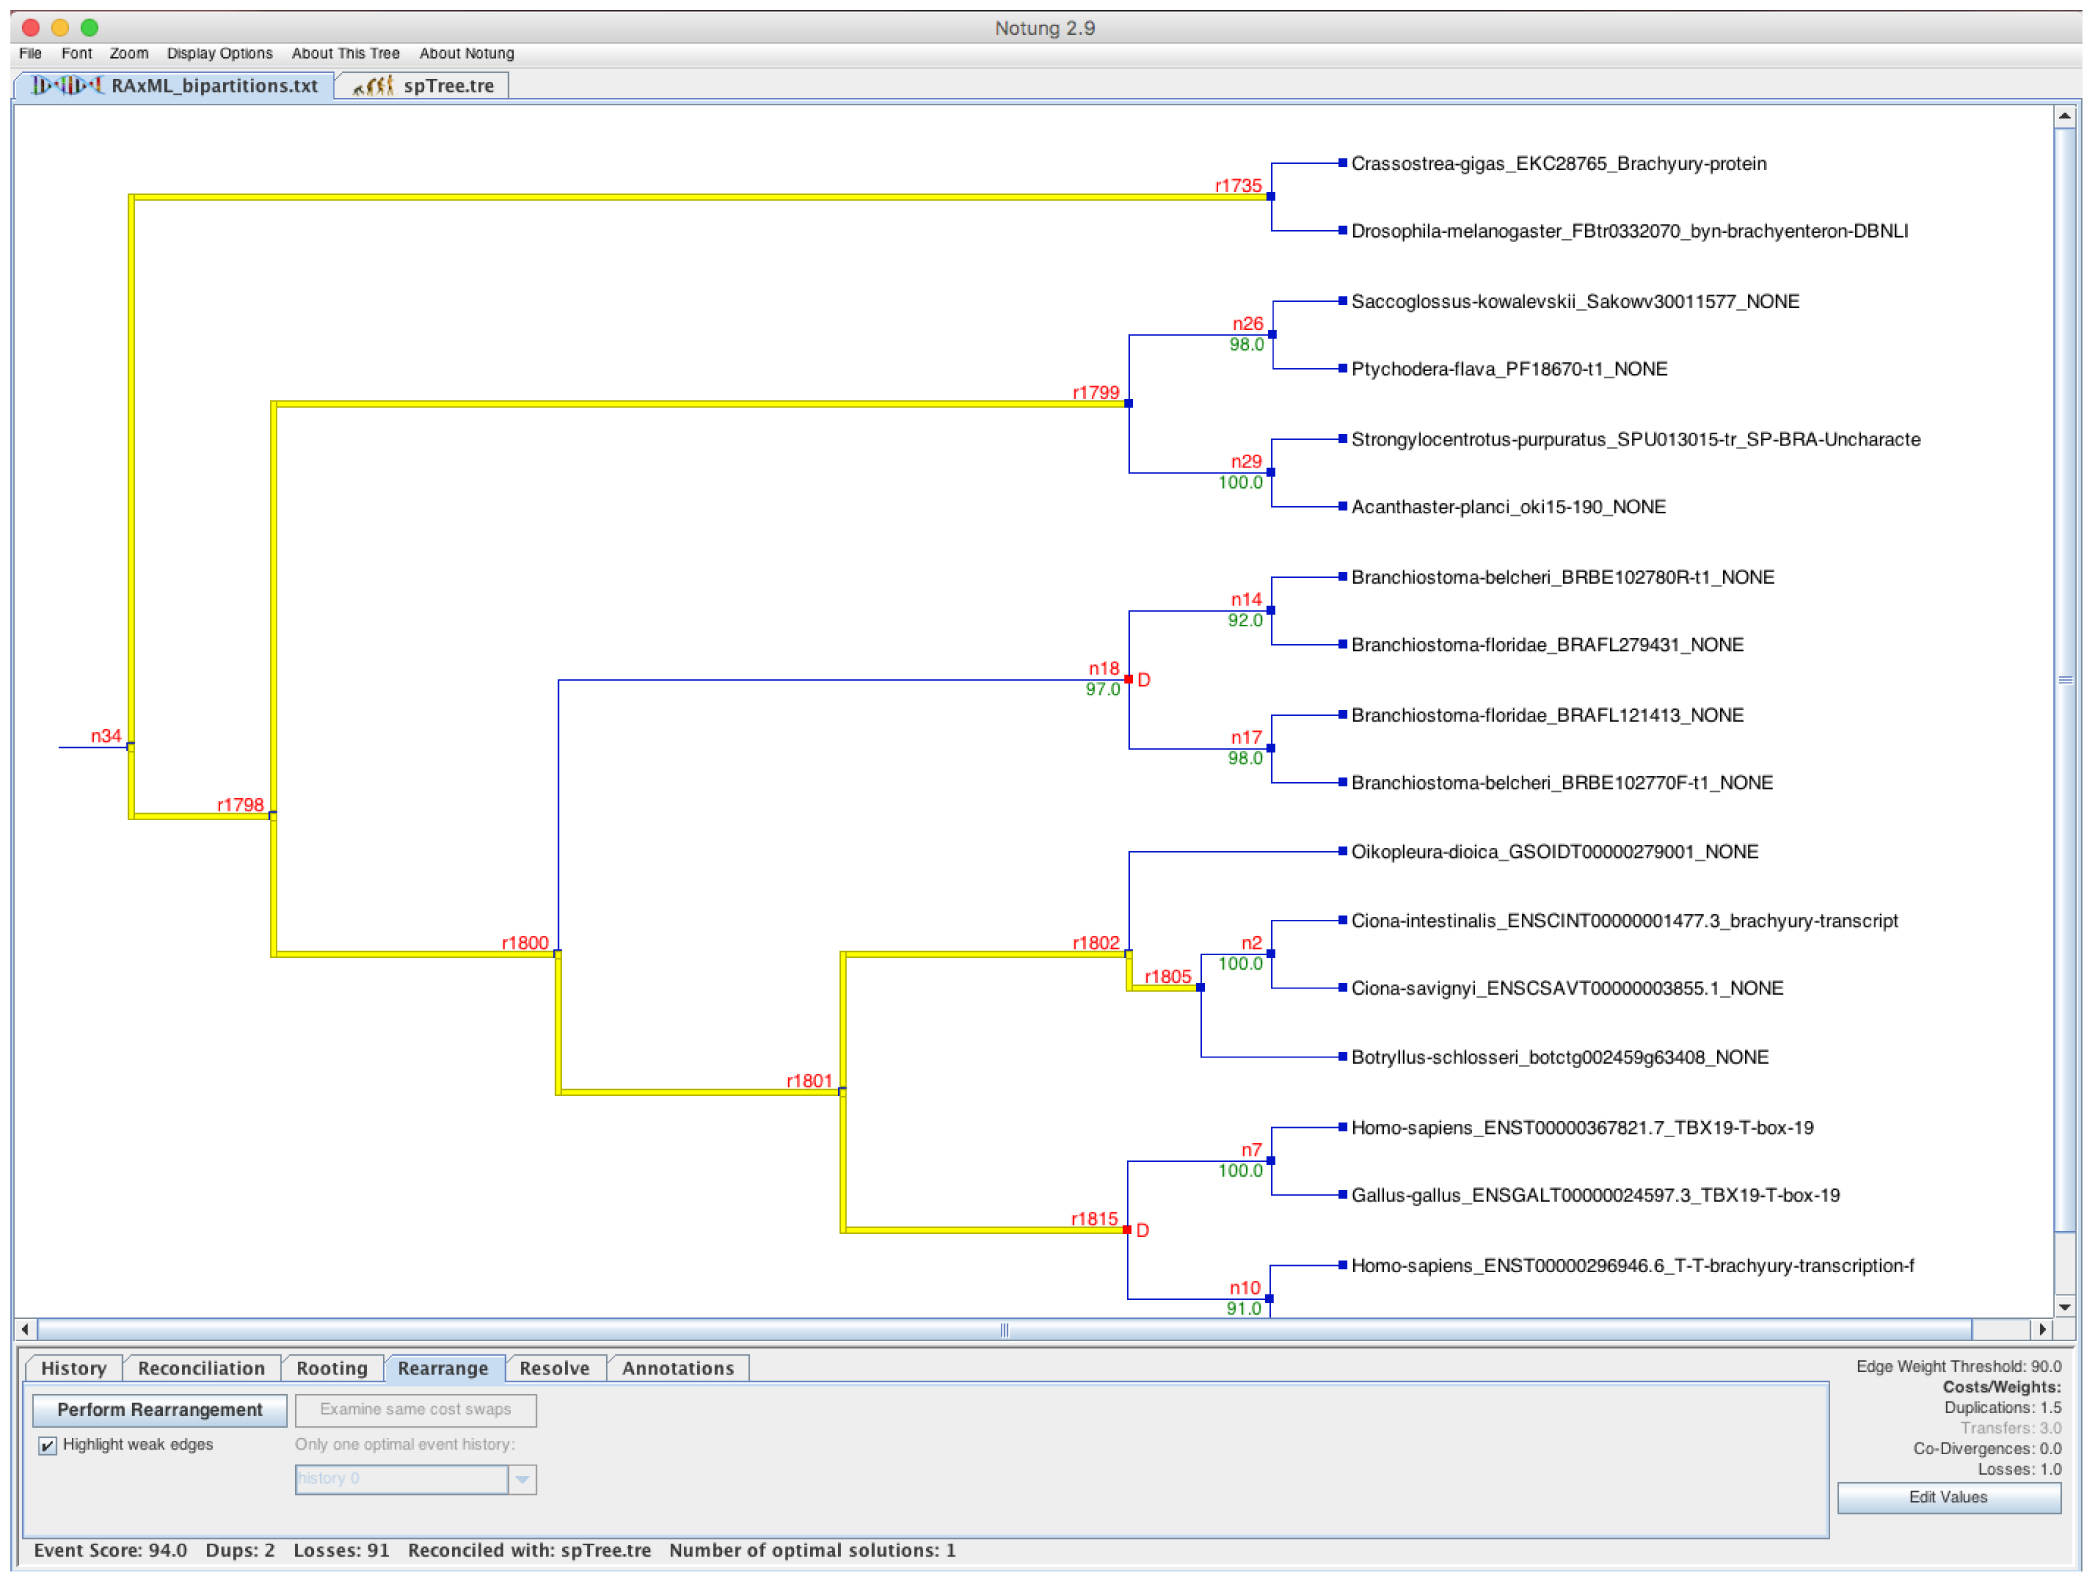 Notung 2.9
File Font Zoom Display Options About This Tree About Notung
RAxML_bipartitions.txt spTree.tre
Crassostrea-gigas_EKC28765_Brachyury-protein
r1735
Drosophila-melanogaster_FBtr0332070_byn-brachyenteron-DBNLI
Saccoglossus-kowalevskii_Sakowv30011577_NONE
n26
98.0
Ptychodera-flava_PF18670-t1_NONE
r1799
Strongylocentrotus-purpuratus_SPU013015-tr_SP-BRA-Uncharacte
n29
100.0
Acanthaster-planci_oki15-190_NONE
Branchiostoma-belcheri_BRBE102780R-t1_NONE
n14
92.0
Branchiostoma-floridae_BRAFL279431_NONE
n18
97.0
D
Branchiostoma-floridae_BRAFL121413_NONE
n34
n17
98.0
Branchiostoma-belcheri_BRBE102770F-t1_NONE
r1798
Oikopleura-dioica_GSOIDT00000279001_NONE
Ciona-intestinalis_ENSCINT00000001477.3_brachyury-transcript
r1800
r1802
n2
100.0
r1805
Ciona-savignyi_ENSCSAVT00000003855.1_NONE
Botryllus-schlosseri_botctg002459g63408_NONE
r1801
Homo-sapiens_ENST00000367821.7_TBX19-T-box-19
n7
100.0
Gallus-gallus_ENSGALT00000024597.3_TBX19-T-box-19
r1815
D
Homo-sapiens_ENST00000296946.6_T-T-brachyury-transcription-f
n10
91.0
History Reconciliation Rooting Rearrange Resolve Annotations
Perform Rearrangement Examine same cost swaps
Highlight weak edges Only one optimal event history:
history 0
Edge Weight Threshold: 90.0
Costs/Weights:
Duplications: 1.5
Transfers: 3.0
Co-Divergences: 0.0
Losses: 1.0
Edit Values
Event Score: 94.0 Dups: 2 Losses: 91 Reconciled with: spTree.tre Number of optimal solutions: 1